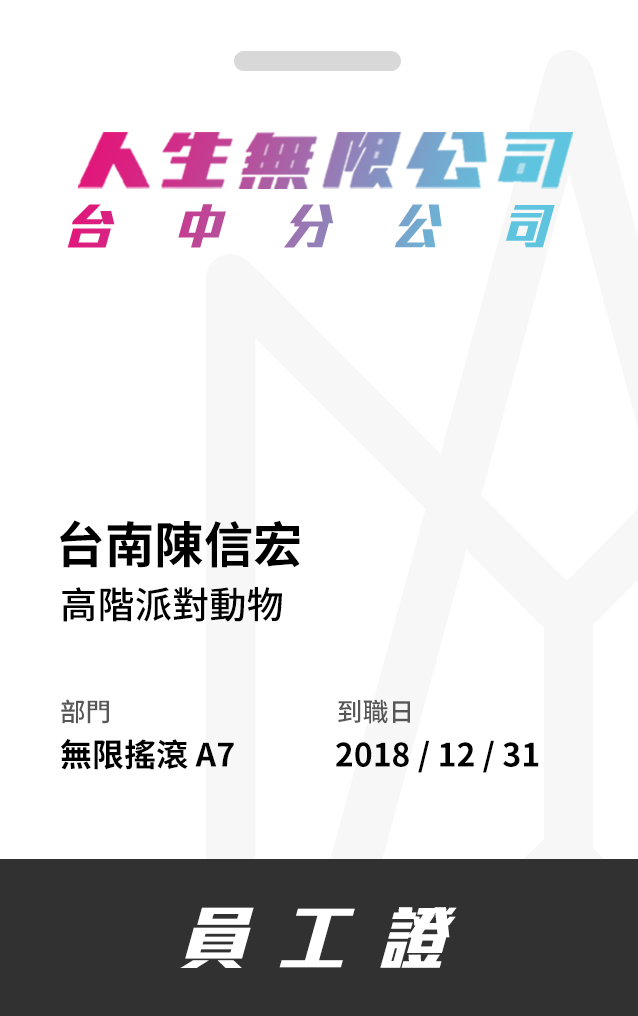 人生無限公司
台中分公司
台南陳信宏
高階派對動物
部門
到職日
無限搖滾 A7
2018 / 12 / 31
員工證